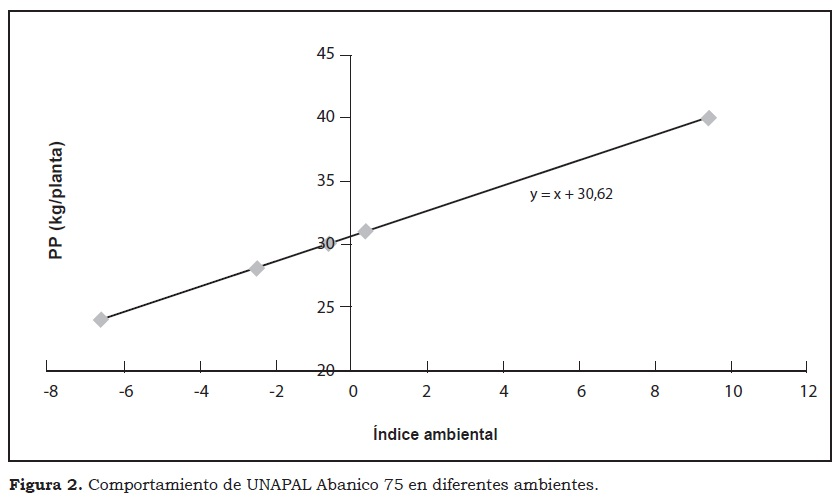 45
40
35
30
25
20
PP (kg/planta)
y = x + 30,62
-8 -6 -4 -2 0 2 4 6 8 10 12
Índice ambiental
Figura 2. Comportamiento de UNAPAL Abanico 75 en diferentes ambientes.